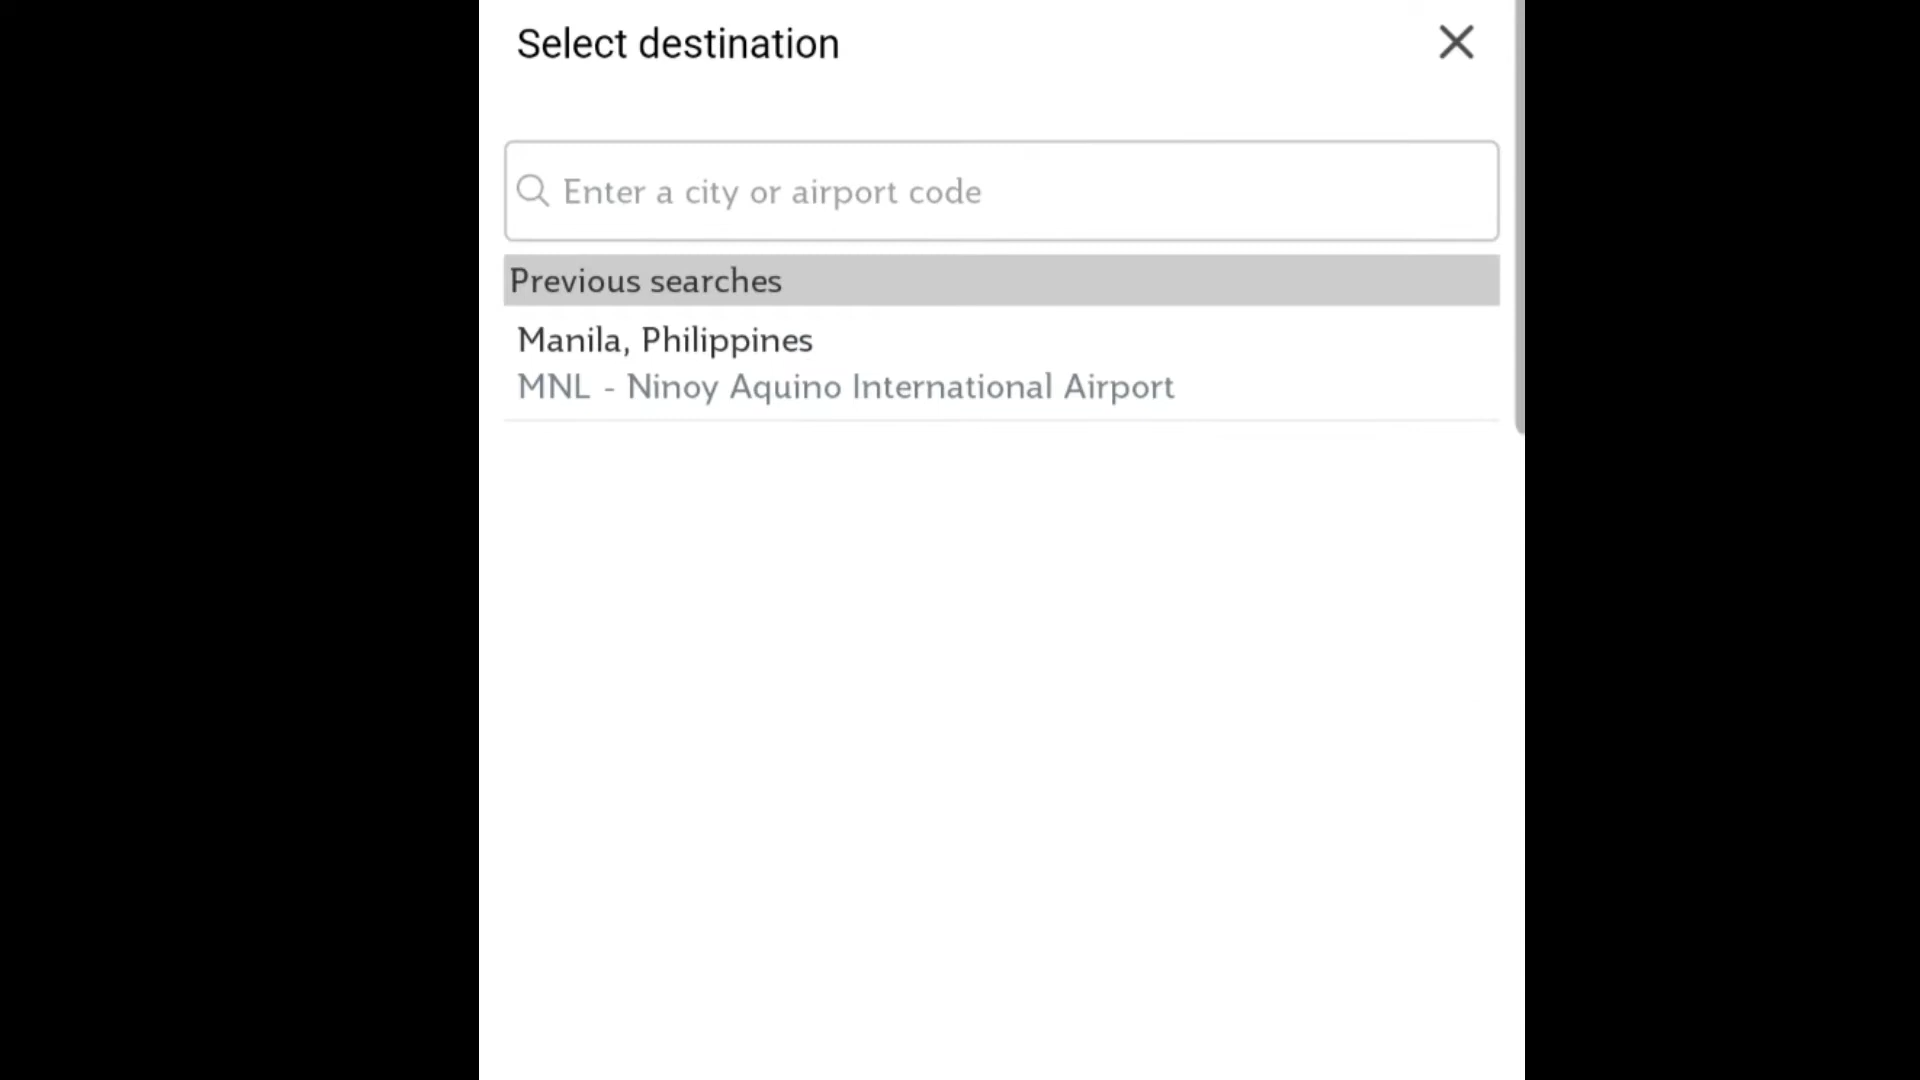 Select destination
Enter a city or airport code
Previous searches
Manila, Philippines
MNL - Ninoy Aquino International Airport